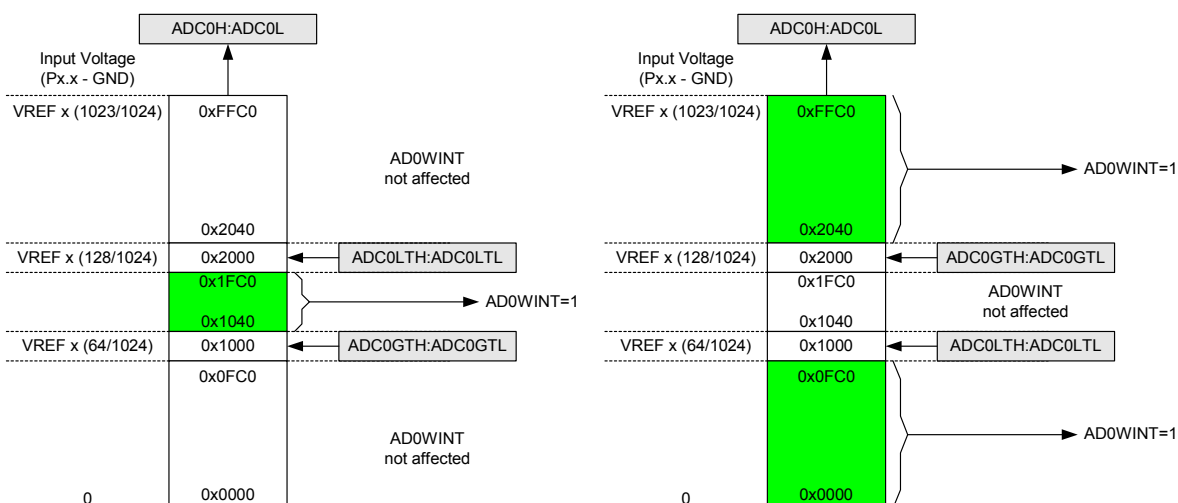 ADC0H:ADC0L
Input Voltage
(Px.x - GND)
VREF x (1023/1024)
0xFFC0
AD0WINT
not affected
0x2040
VREF x (128/1024)
0x2000
ADC0LTH:ADC0LTL
0x1FC0
AD0WINT=1
0x1040
VREF x (64/1024)
0x1000
ADC0GTH:ADC0GTL
0x0FC0
AD0WINT
not affected
0
0x0000
ADC0H:ADC0L
Input Voltage
(Px.x - GND)
VREF x (1023/1024)
0xFFC0
AD0WINT=1
0x2040
VREF x (128/1024)
0x2000
ADC0GTH:ADC0GTL
0x1FC0
AD0WINT
not affected
0x1040
VREF x (64/1024)
0x1000
ADC0LTH:ADC0LTL
0x0FC0
AD0WINT=1
0
0x0000